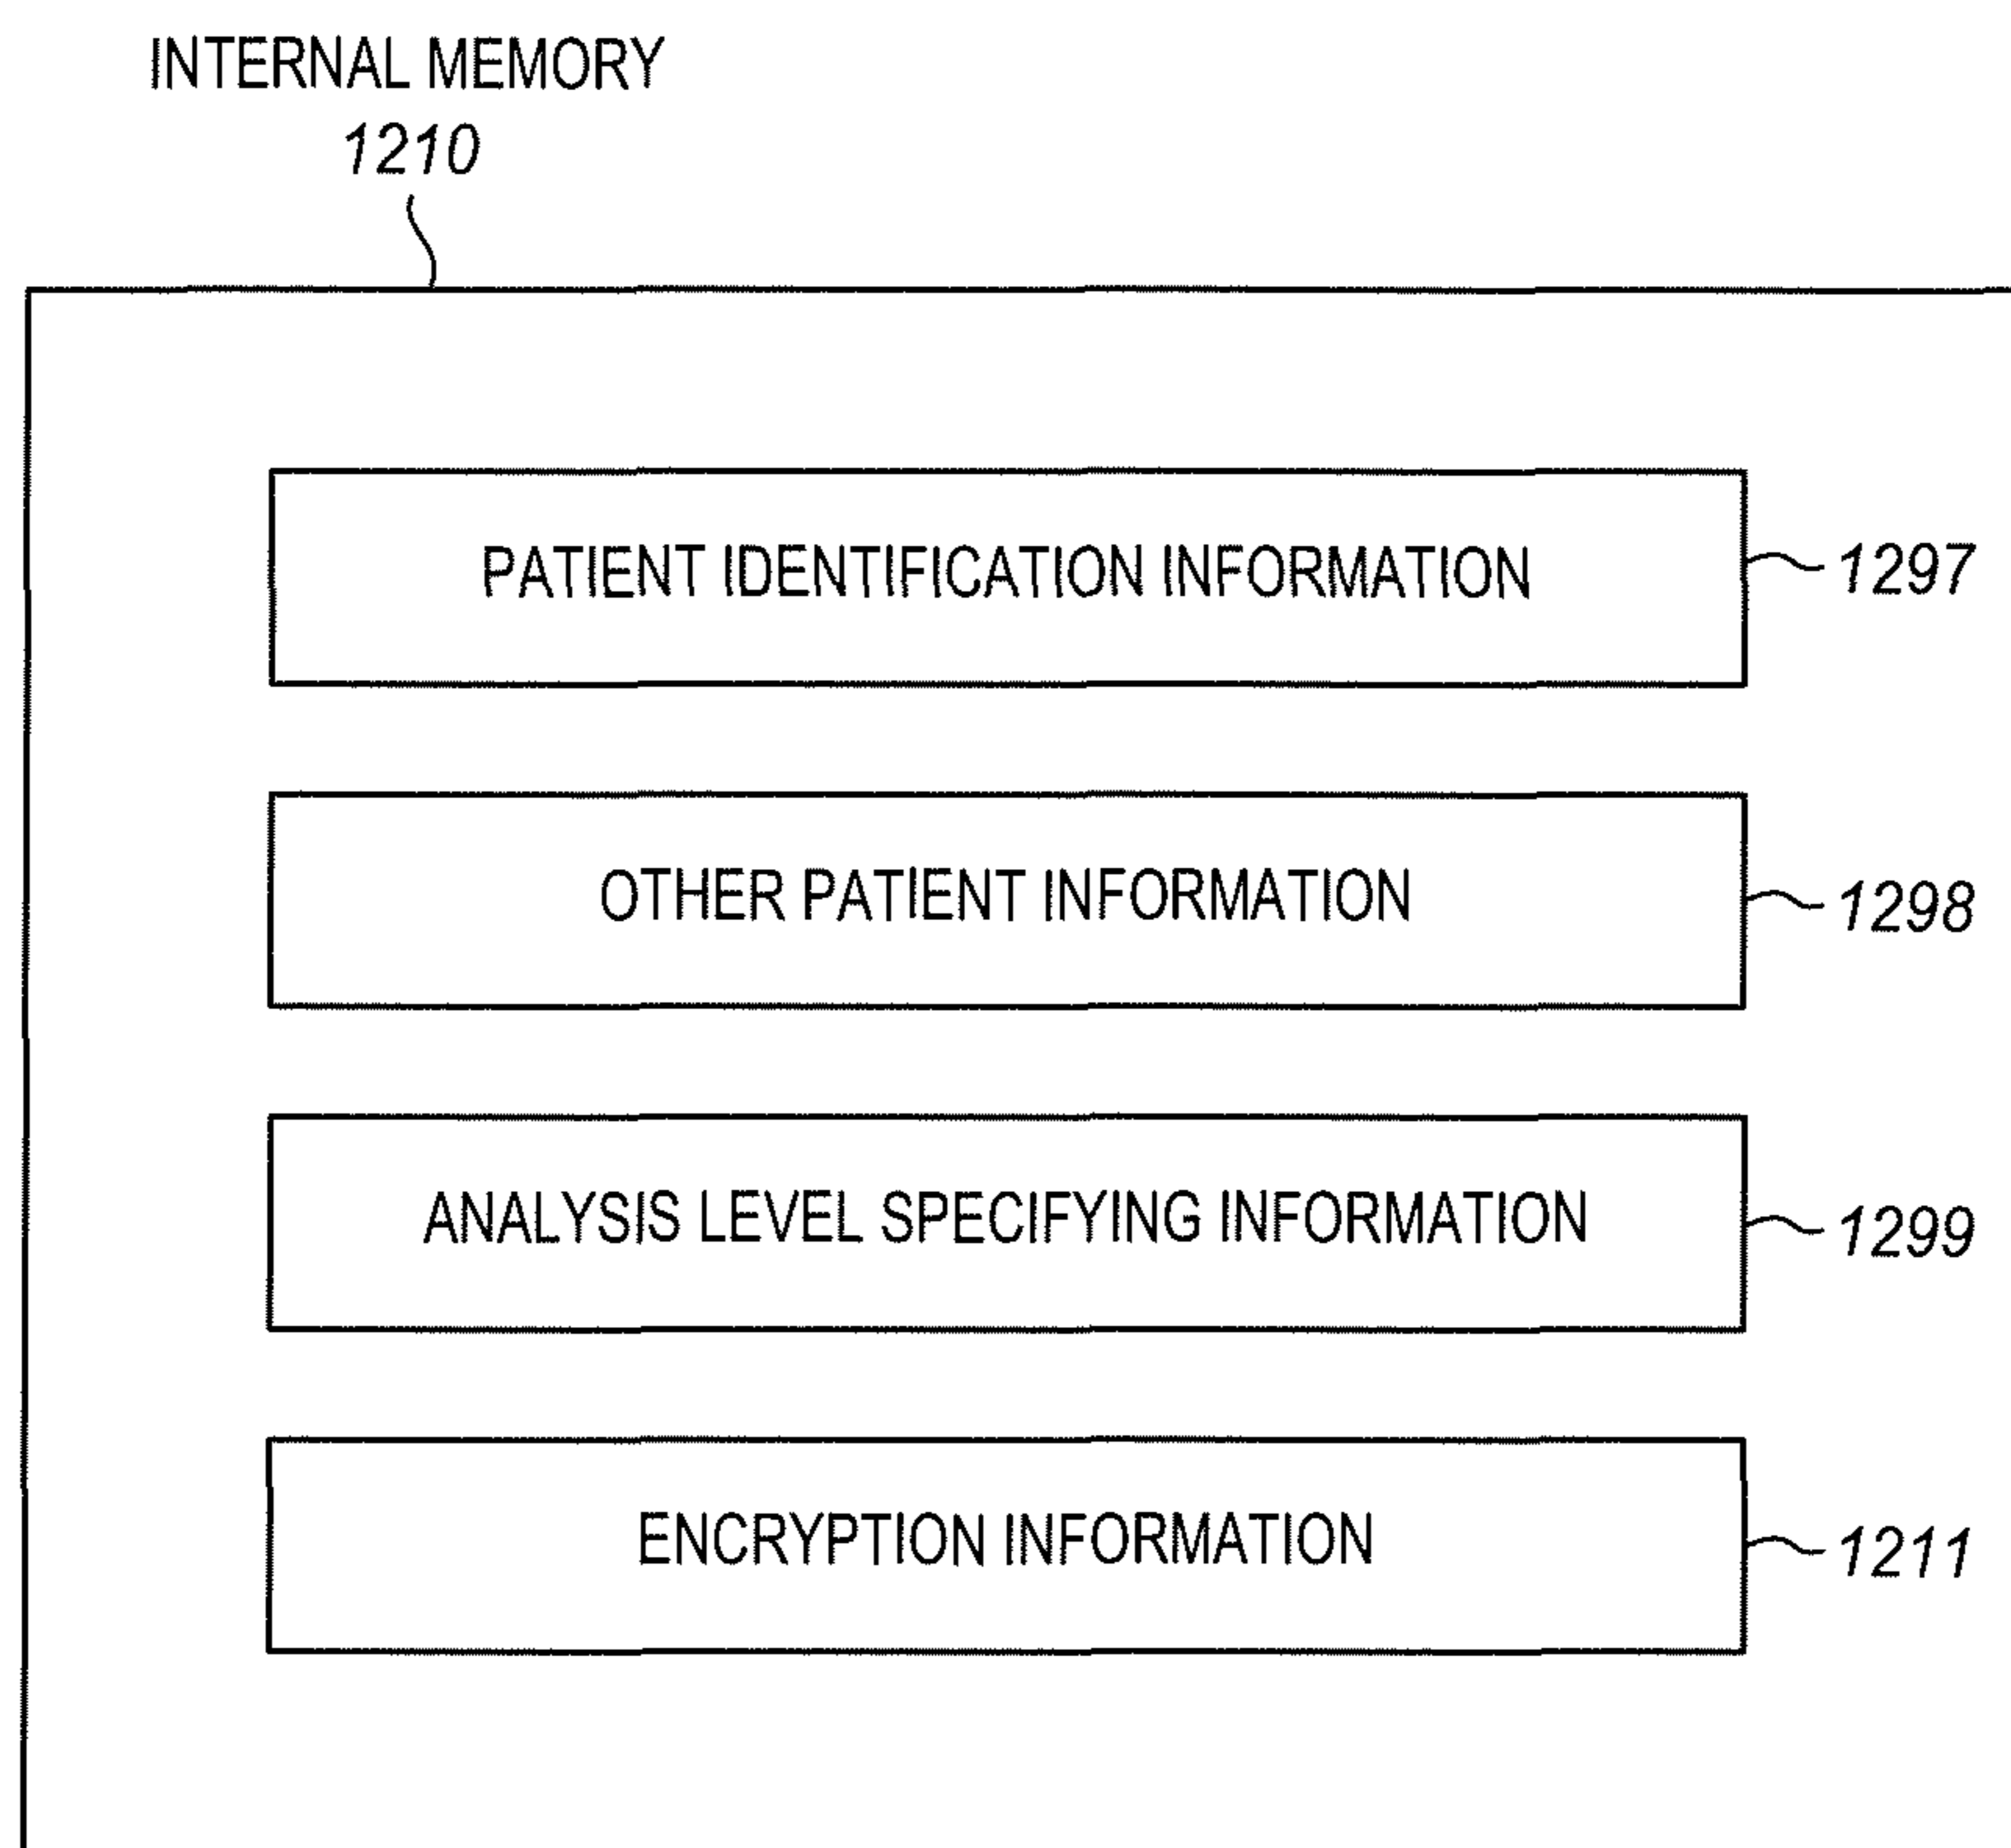 INTERNAL MEMORY
1210
PATIENT IDENTIFICATION INFORMATION 1297
OTHER PATIENT INFORMATION 1298
ANALYSIS LEVEL SPECIFYING INFORMATION 1299
ENCRYPTION INFORMATION 1211